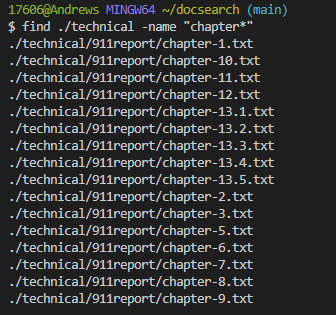 17606@Andrews MINGW64 ~/docsearch (main)
$ find ./technical -name "chapter*"
./technical/911report/chapter-1.txt
./technical/911report/chapter-10.txt
./technical/911report/chapter-11.txt
./technical/911report/chapter-12.txt
./technical/911report/chapter-13.1.txt
./technical/911report/chapter-13.2.txt
./technical/911report/chapter-13.3.txt
./technical/911report/chapter-13.4.txt
./technical/911report/chapter-13.5.txt
./technical/911report/chapter-2.txt
./technical/911report/chapter-3.txt
./technical/911report/chapter-5.txt
./technical/911report/chapter-6.txt
./technical/911report/chapter-7.txt
./technical/911report/chapter-8.txt
./technical/911report/chapter-9.txt